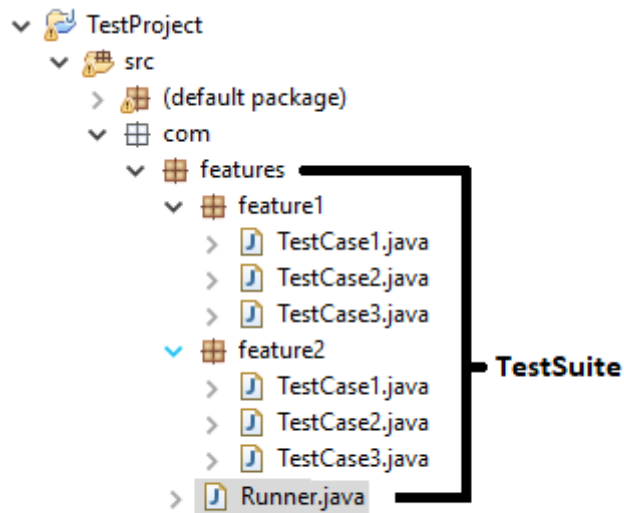 TestProject
src
(default package)
com
features
feature1
TestCase1.java
TestCase2.java
TestCase3.java
feature2
TestCase1.java
TestCase2.java
TestCase3.java
Runner.java
TestSuite